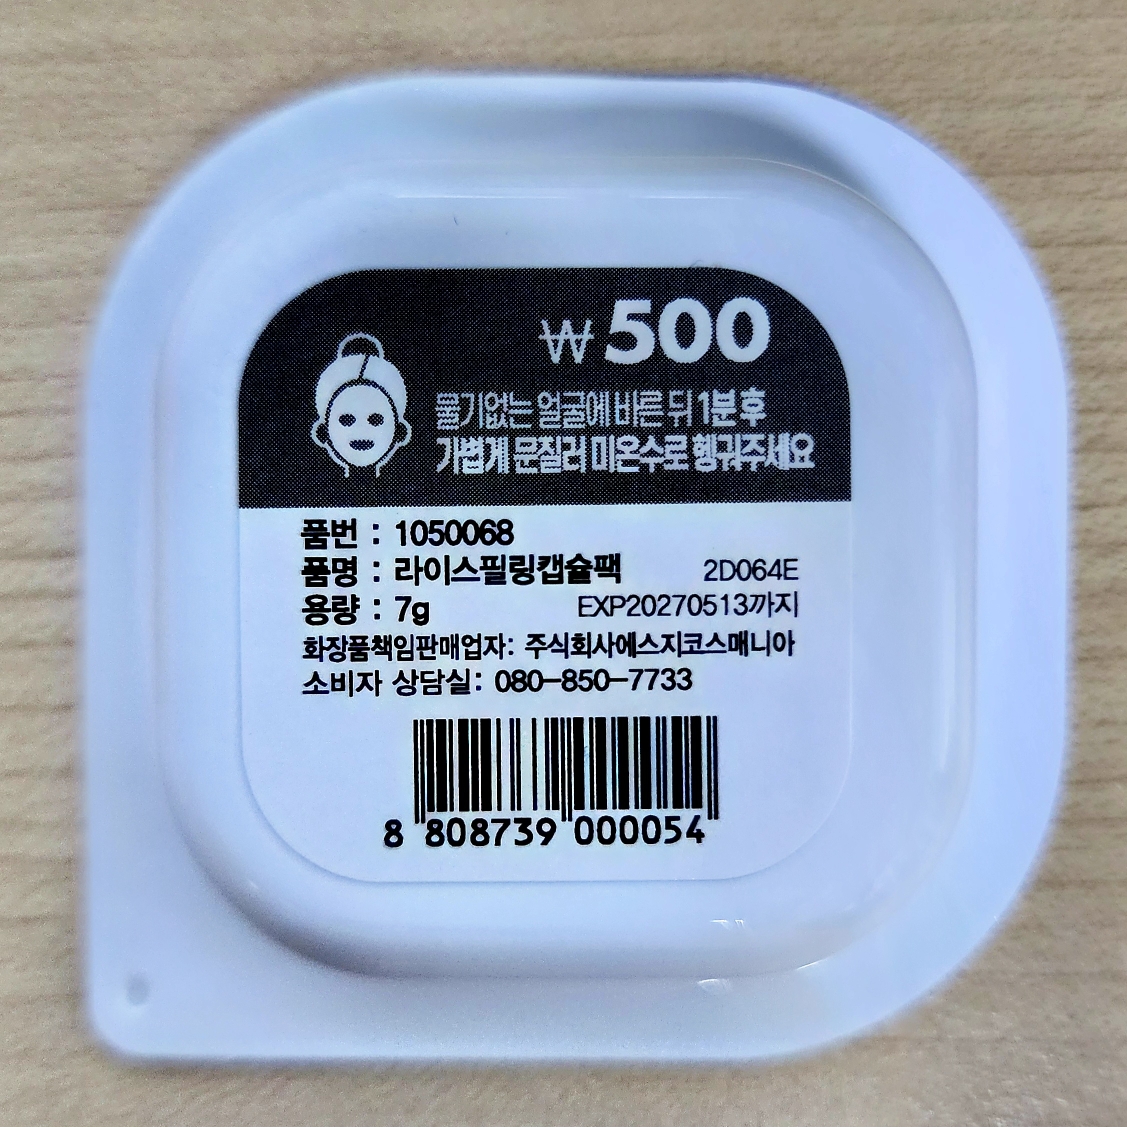 ₩500
물기없는 얼굴에 바른 뒤 1분 후
가볍게 문질러 미온수로 헹궈주세요
품번 : 1050068
품명 : 라이스필링캡슐팩 2D064E
용량 : 7g EXP20270513까지
화장품책임판매업자: 주식회사에스지코스매니아
소비자 상담실: 080-850-7733
8 808739 000054